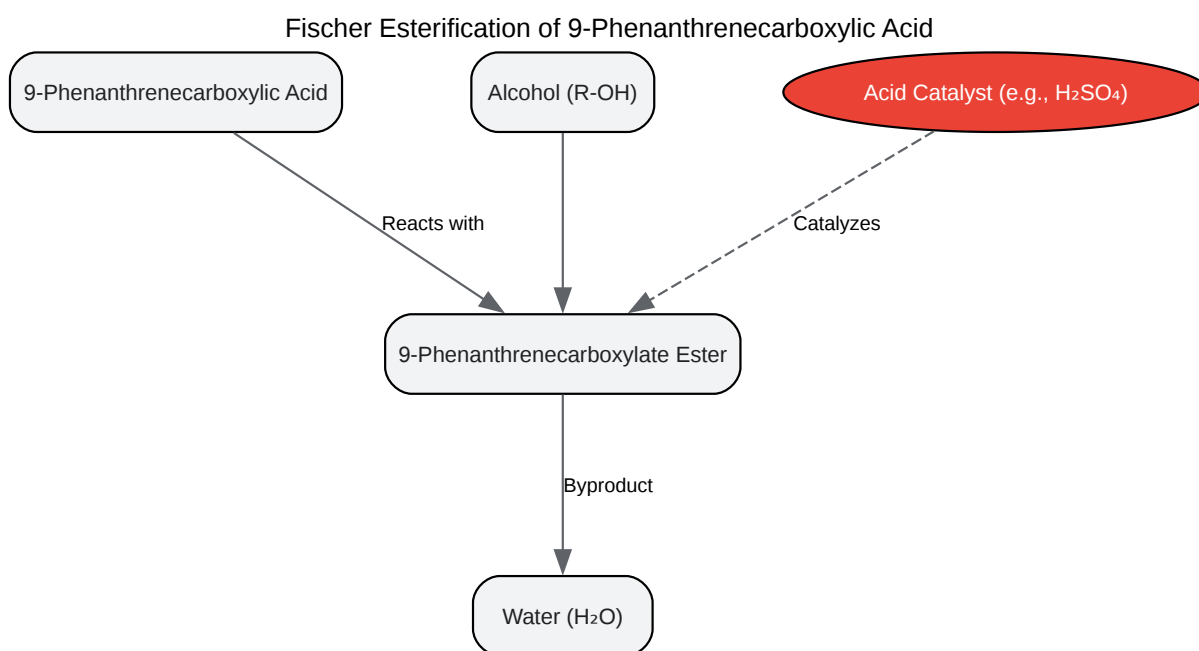 Fischer Esterification of 9-Phenanthrenecarboxylic Acid
9-Phenanthrenecarboxylic Acid
Alcohol (R-OH)
Acid Catalyst (e.g., H₂SO₄)
Reacts with
Catalyzes
9-Phenanthrenecarboxylate Ester
Byproduct
Water (H₂O)